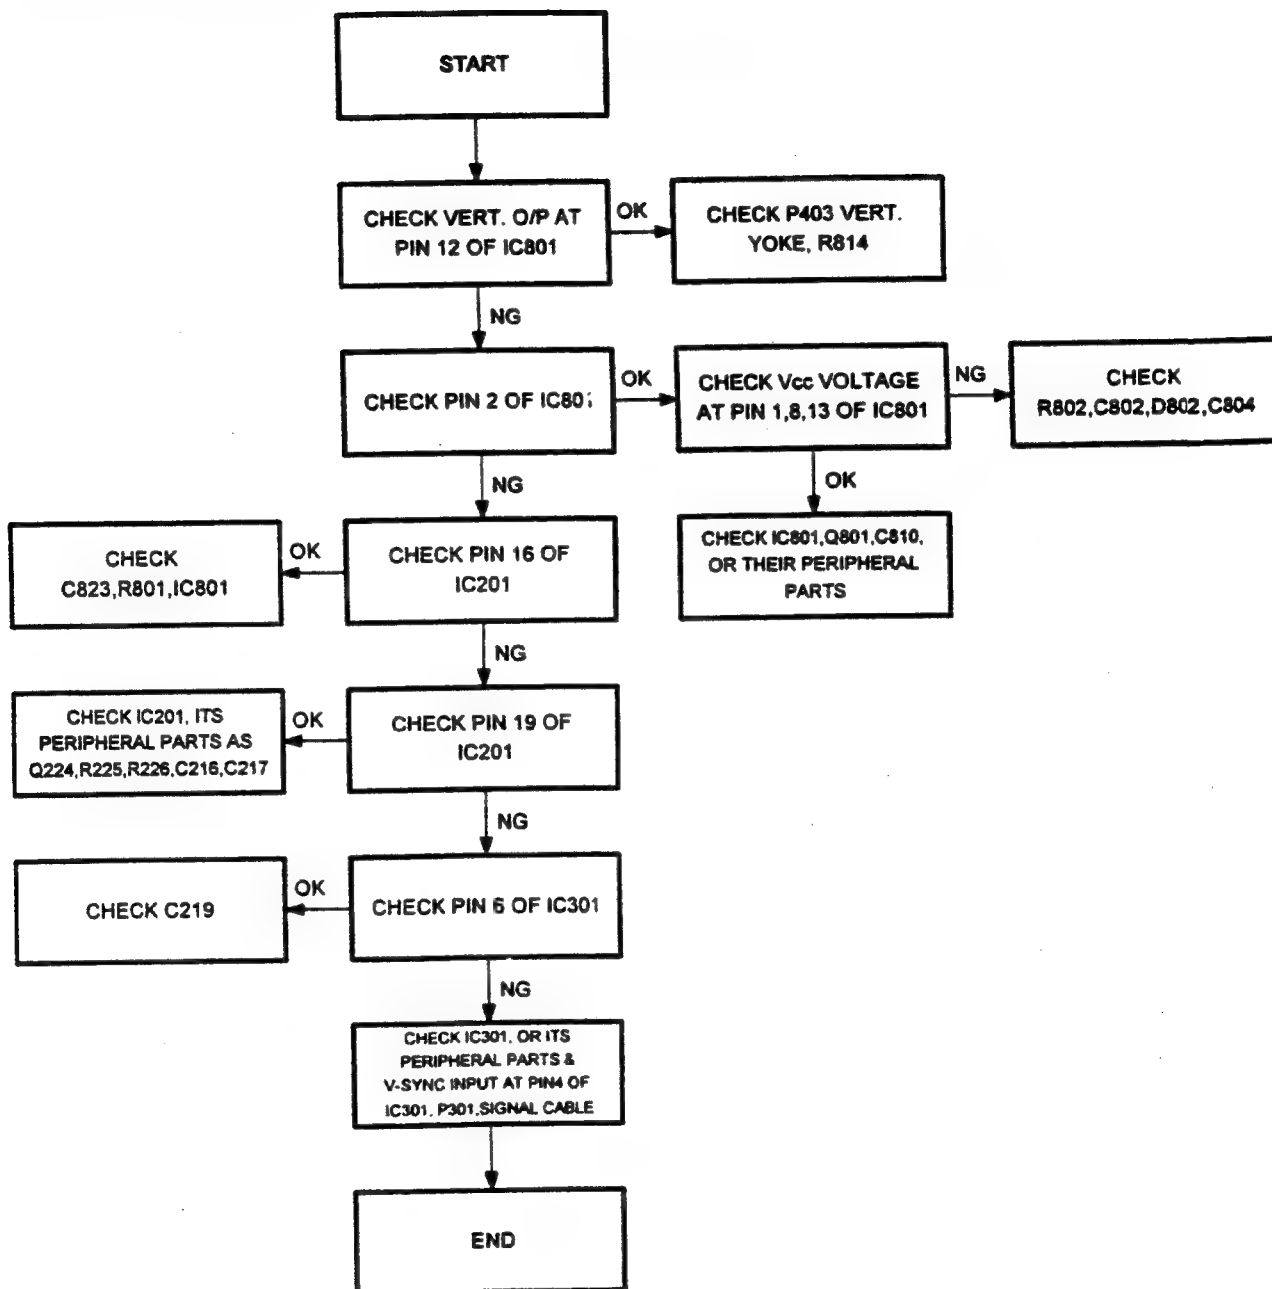 START
CHECK VERT. O/P AT
PIN 12 OF IC801
OK
CHECK P403 VERT.
YOKE, R814
NG
CHECK PIN 2 OF IC801
OK
CHECK Vcc VOLTAGE
AT PIN 1,8,13 OF IC801
NG
CHECK
R802,C802,D802,C804
NG
OK
CHECK
C823,R801,IC801
OK
CHECK PIN 16 OF
IC201
CHECK IC801,Q801,C810,
OR THEIR PERIPHERAL
PARTS
NG
CHECK IC201, ITS
PERIPHERAL PARTS AS
Q224,R225,R226,C216,C217
OK
CHECK PIN 19 OF
IC201
NG
CHECK C219
OK
CHECK PIN 6 OF IC301
NG
CHECK IC301, OR ITS
PERIPHERAL PARTS &
V-SYNC INPUT AT PIN4 OF
IC301, P301,SIGNAL CABLE
END